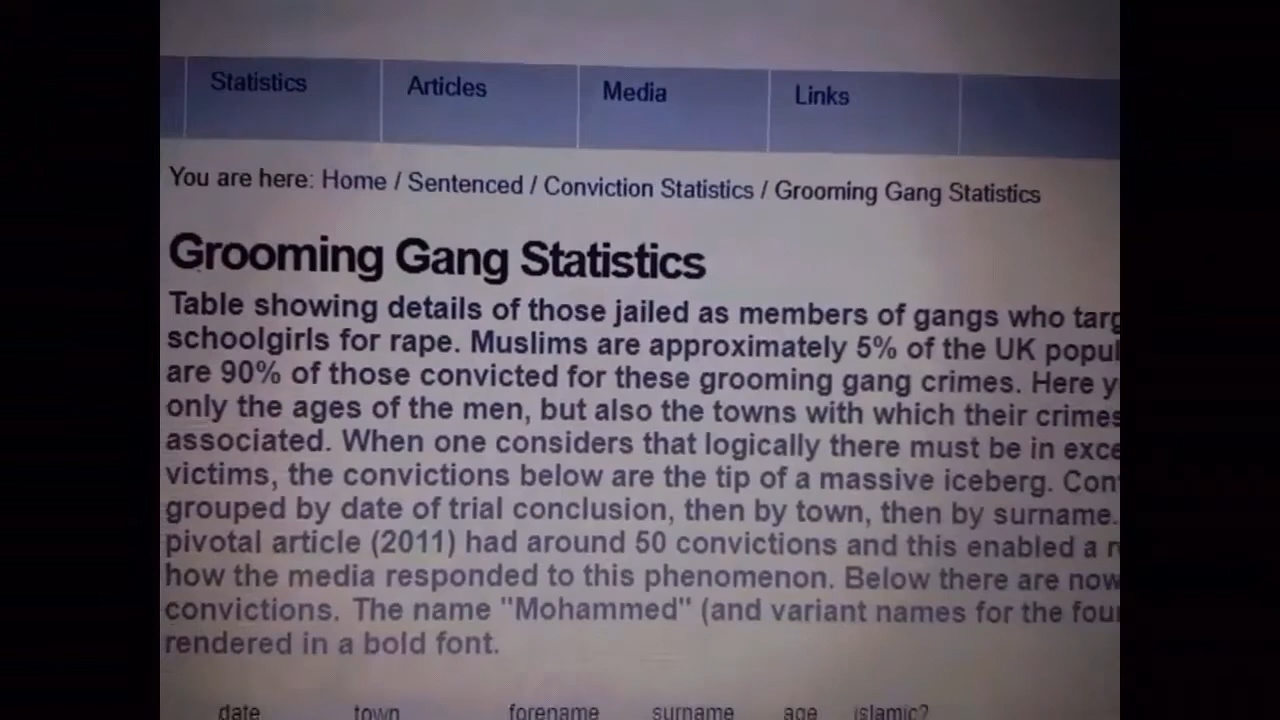 Statistics Articles Media Links
You are here: Home / Sentenced / Conviction Statistics / Grooming Gang Statistics
Grooming Gang Statistics
Table showing details of those jailed as members of gangs who targ
schoolgirls for rape. Muslims are approximately 5% of the UK popul
are 90% of those convicted for these grooming gang crimes. Here y
only the ages of the men, but also the towns with which their crimes
associated. When one considers that logically there must be in exce
victims, the convictions below are the tip of a massive iceberg. Con
grouped by date of trial conclusion, then by town, then by surname.
pivotal article (2011) had around 50 convictions and this enabled a r
how the media responded to this phenomenon. Below there are now
convictions. The name "Mohammed" (and variant names for the fou
rendered in a bold font.
date town forename surname age islamic?